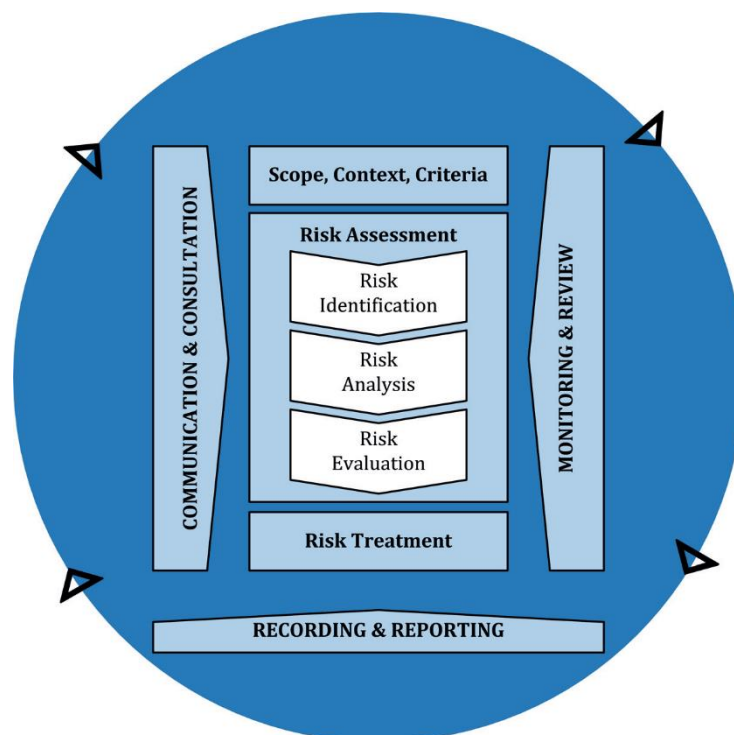 Scope, Context, Criteria
Risk Assessment
Risk
Identification
Risk
Analysis
Risk
Evaluation
Risk Treatment
COMMUNICATION & CONSULTATION
MONITORING & REVIEW
RECORDING & REPORTING